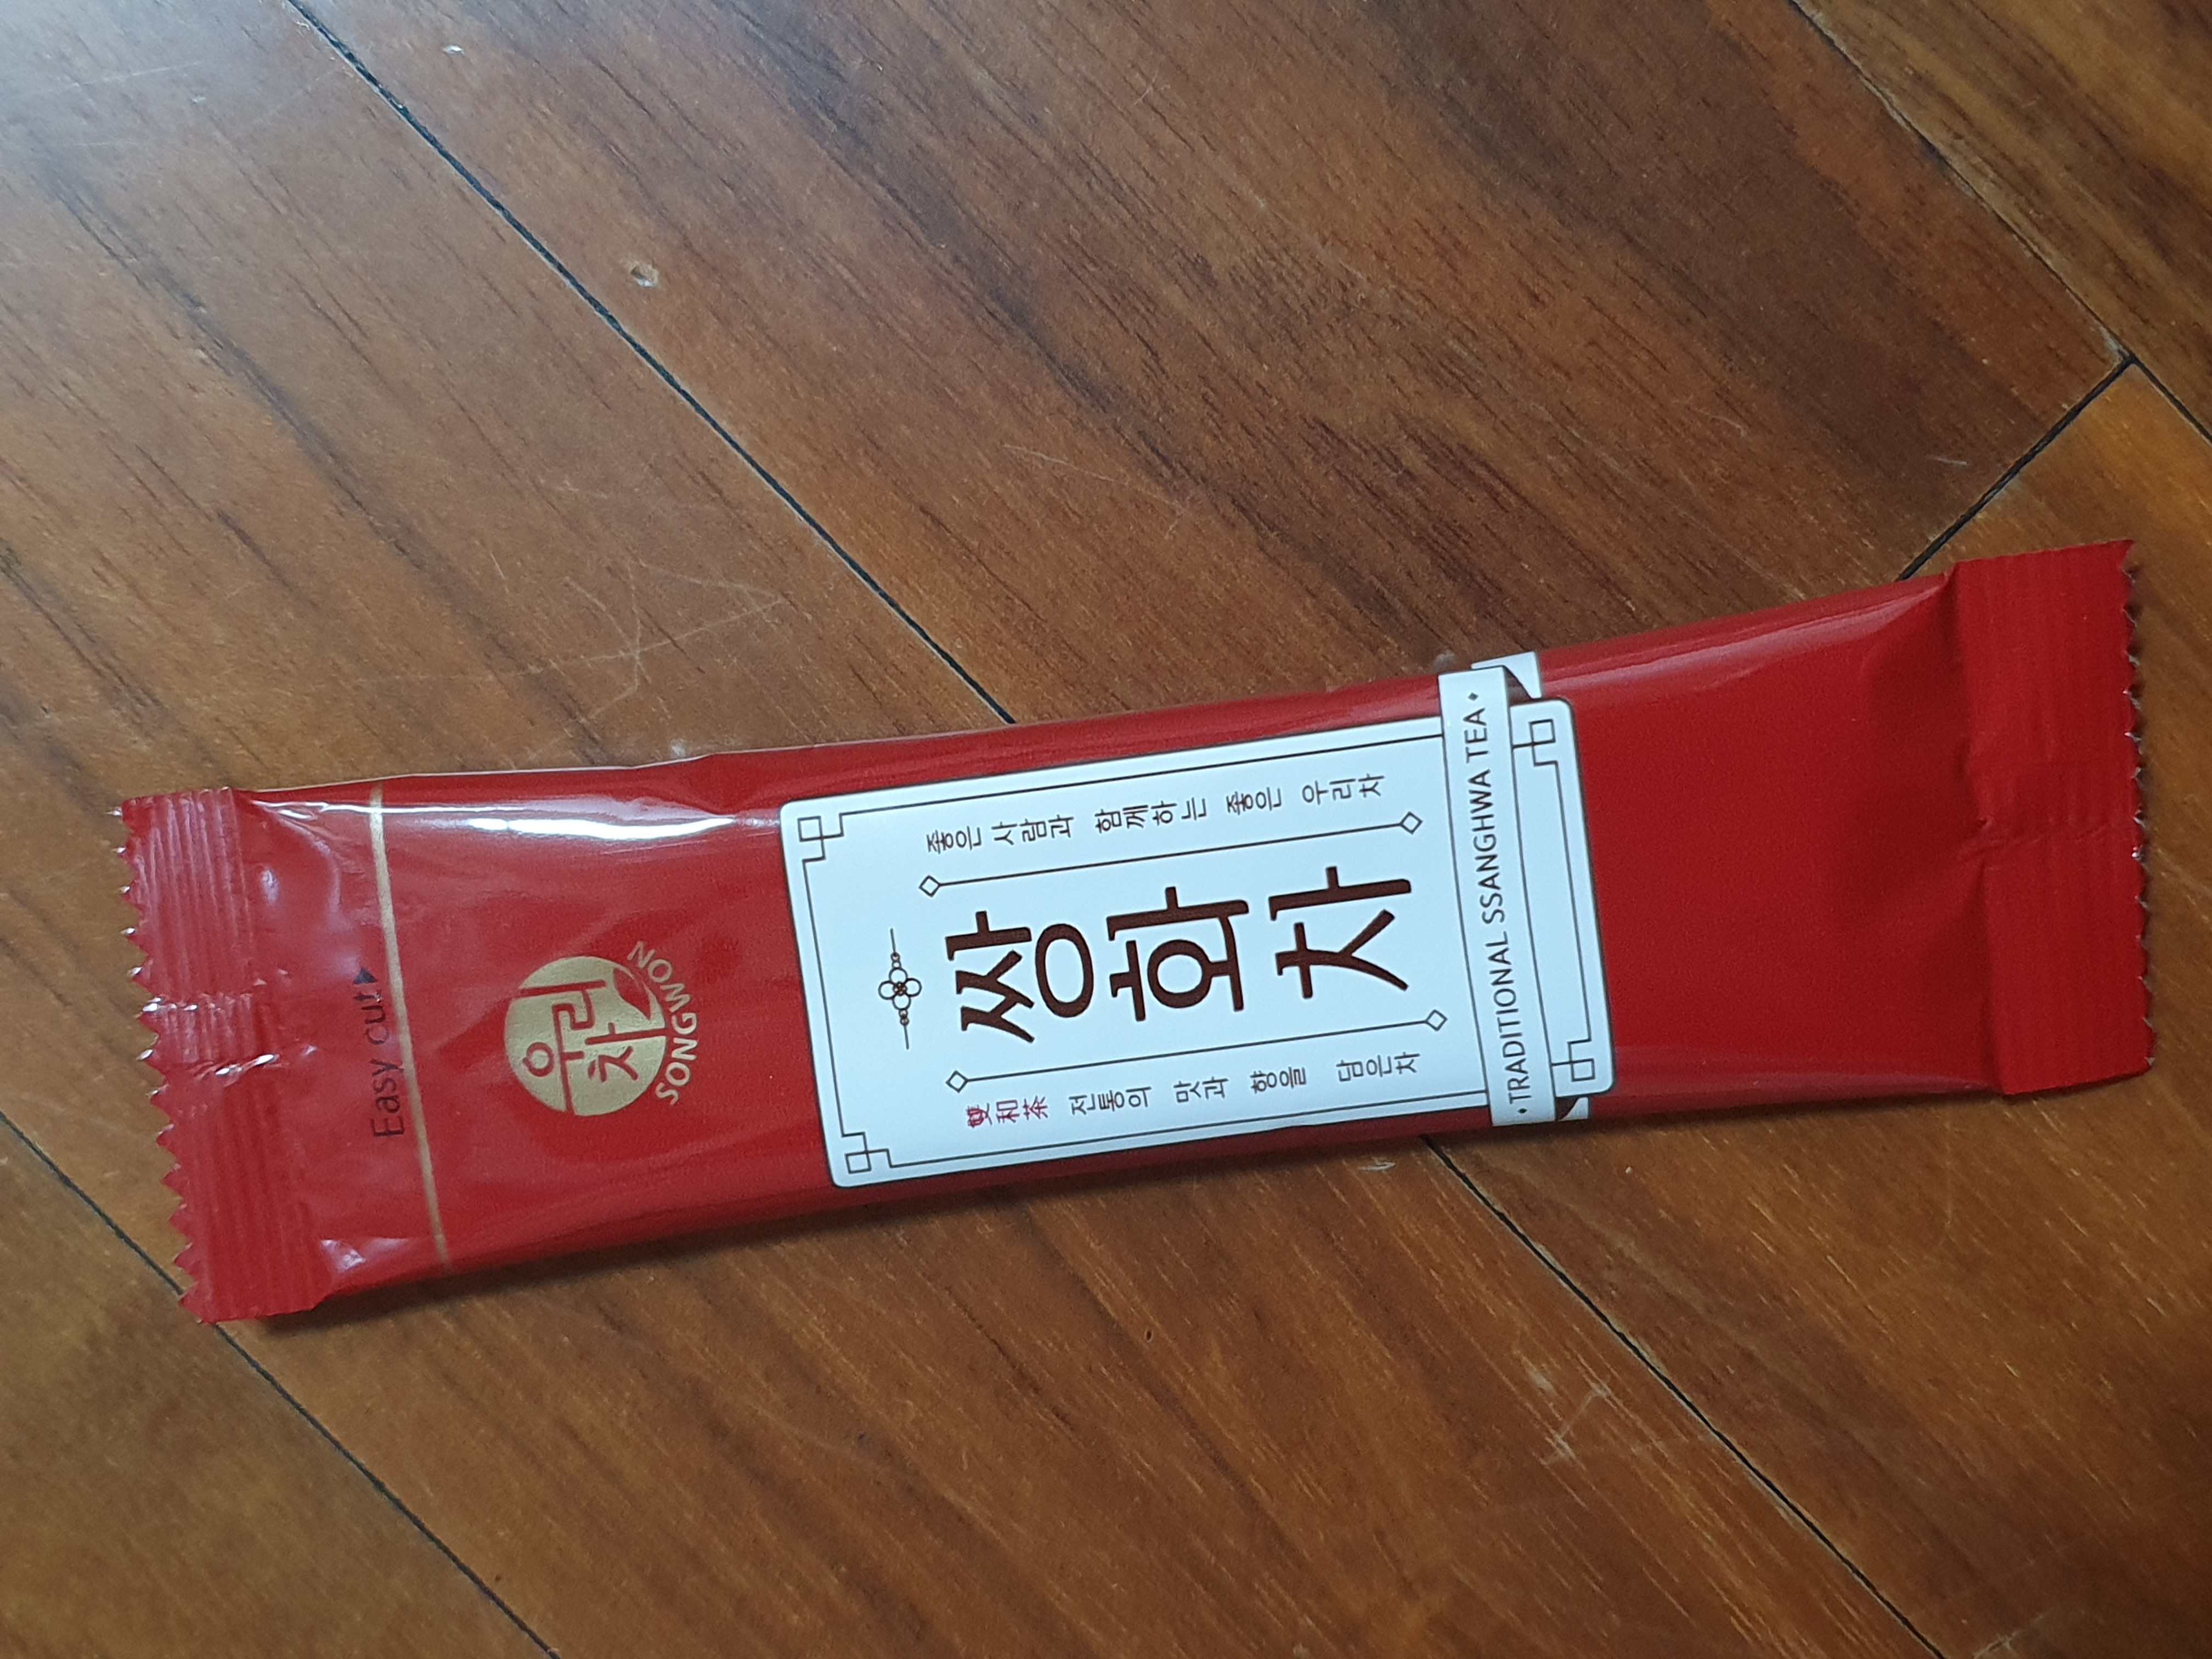 Easy cut▶
우리차
SONGWON
좋은 사람과 함께하는 좋은 우리차
쌍화차
雙和茶 전통의 맛과 향을 담은차
•TRADITIONAL SSANGHWA TEA•